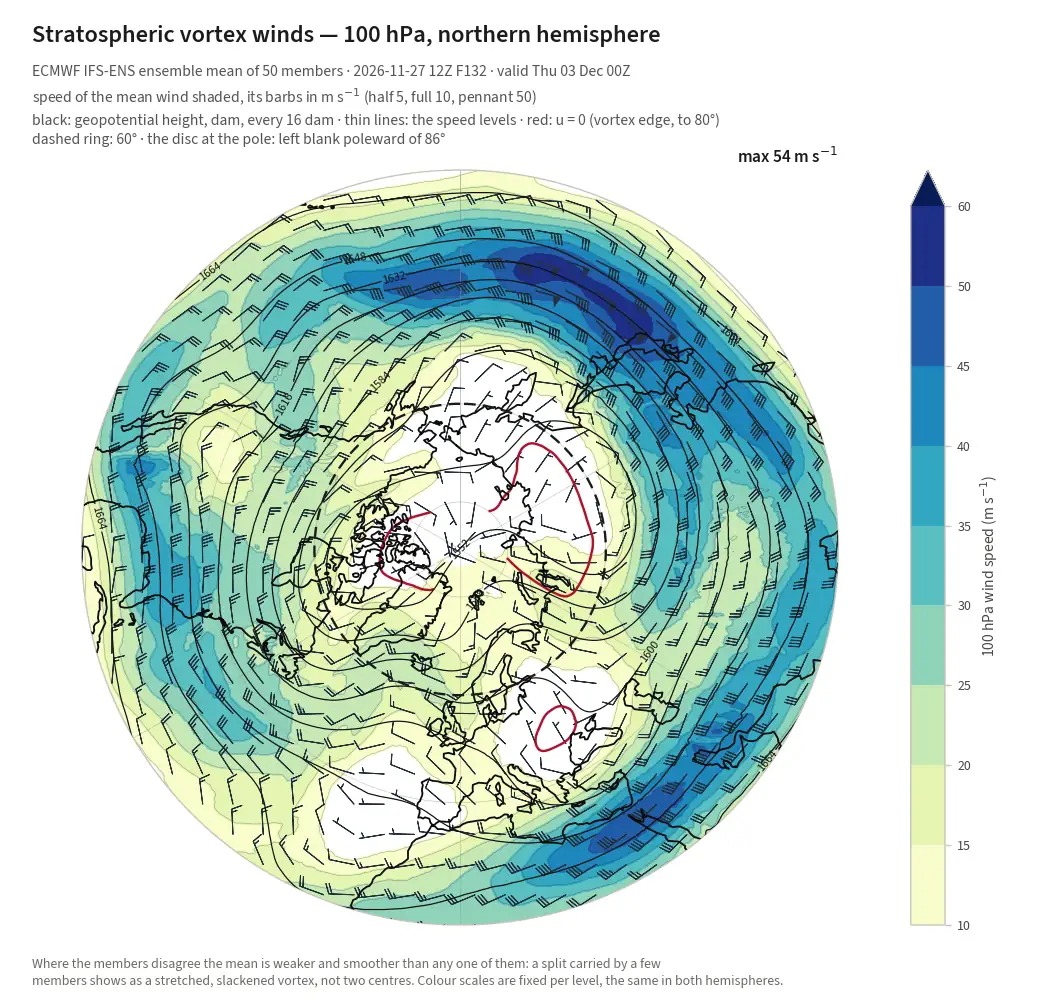 Stratospheric vortex winds — 100 hPa, northern hemisphere
ECMWF IFS-ENS ensemble mean of 50 members · 2026-11-27 12Z F132 · valid Thu 03 Dec 00Z
speed of the mean wind shaded, its barbs in m s⁻¹ (half 5, full 10, pennant 50)
black: geopotential height, dam, every 16 dam · thin lines: the speed levels · red: u = 0 (vortex edge, to 80°)
dashed ring: 60° · the disc at the pole: left blank poleward of 86°
max 54 m s⁻¹
60
50
45
40
35
30
25
20
15
10
100 hPa wind speed (m s⁻¹)
1664
1648
1632
1584
1616
1664
1600
1664
Where the members disagree the mean is weaker and smoother than any one of them: a split carried by a few
members shows as a stretched, slackened vortex, not two centres. Colour scales are fixed per level, the same in both hemispheres.